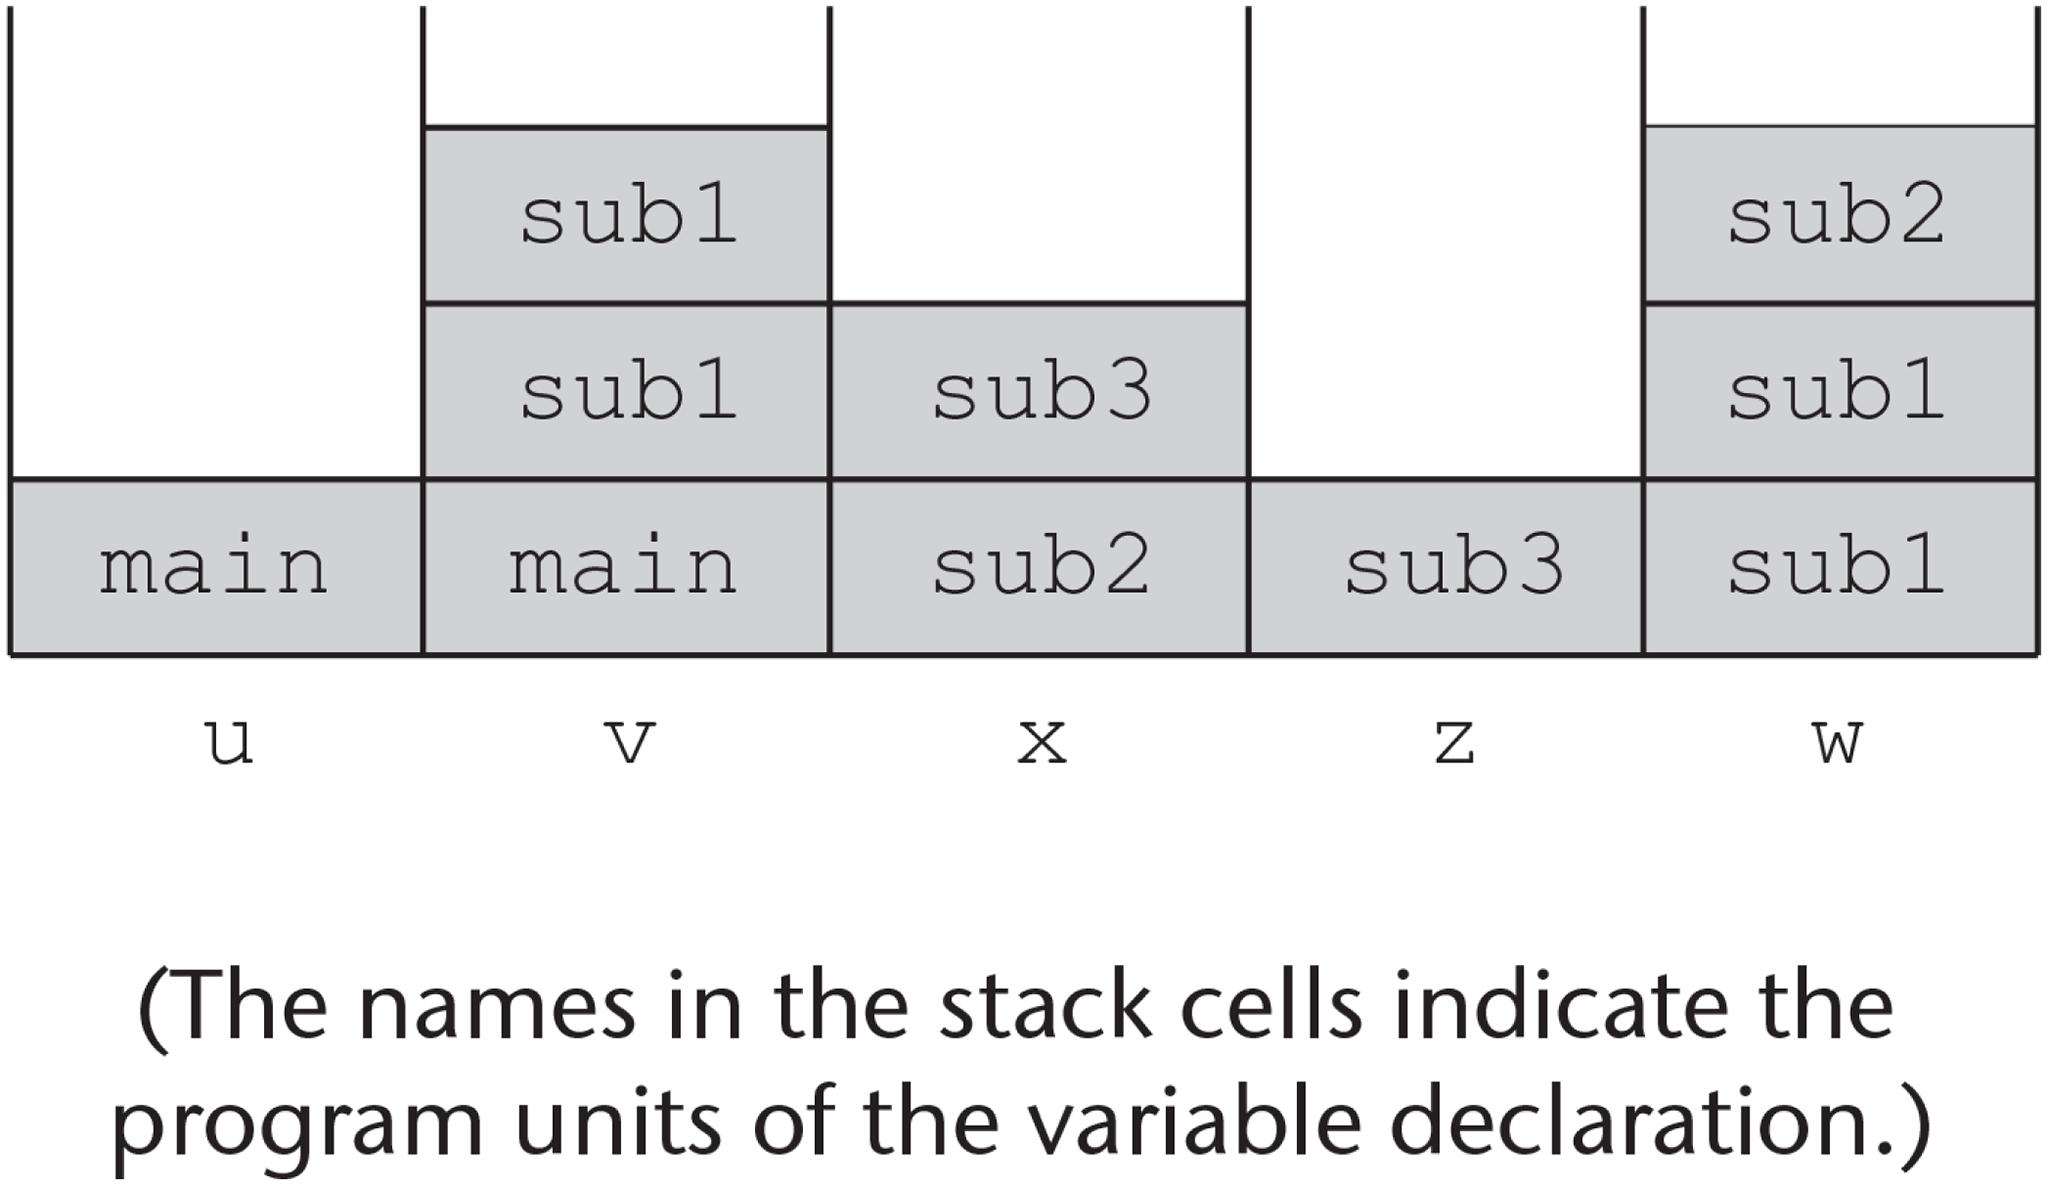 sub1 sub2
sub1 sub3 sub1
main main sub2 sub3 sub1
u v x z w
(The names in the stack cells indicate the
program units of the variable declaration.)